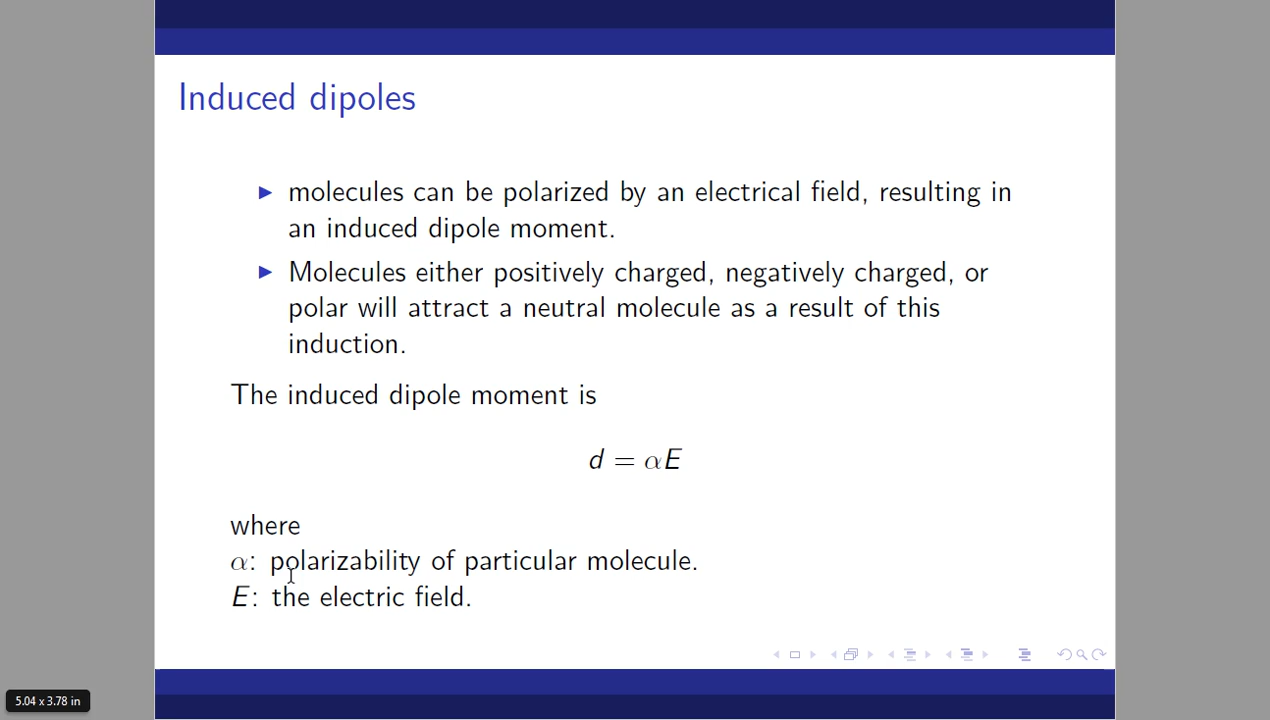 Induced dipoles
▶ molecules can be polarized by an electrical field, resulting in
an induced dipole moment.
▶ Molecules either positively charged, negatively charged, or
polar will attract a neutral molecule as a result of this
induction.
The induced dipole moment is
d = αE
where
α: polarizability of particular molecule.
E: the electric field.
5.04 x 3.78 in